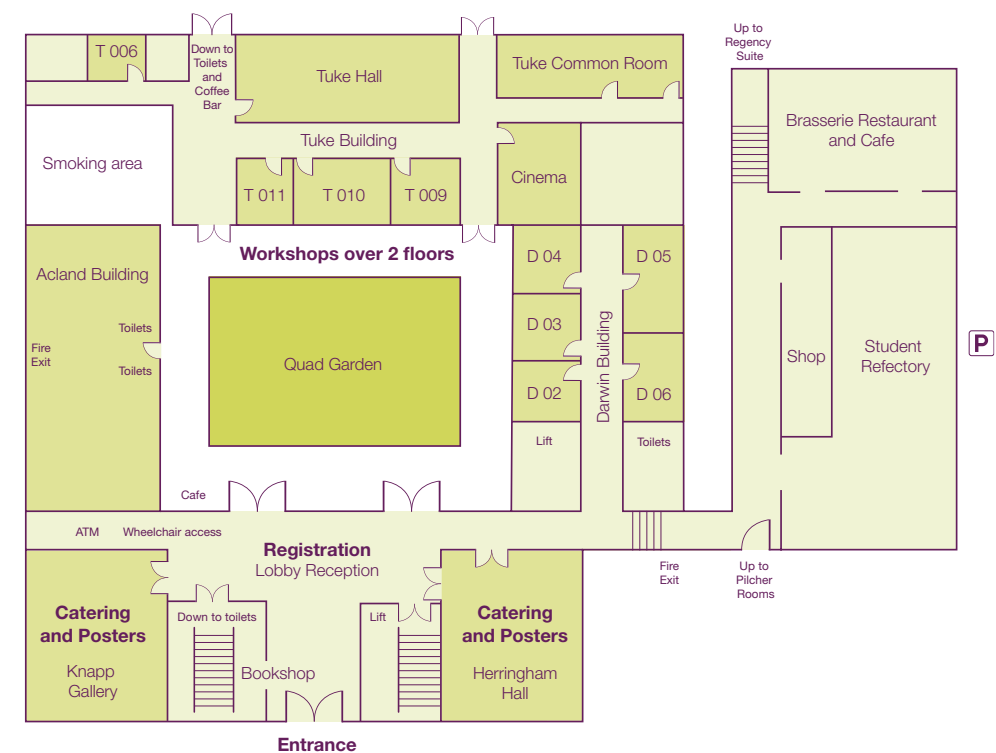 Up to
Regency
Suite
T 006
Down to
Toilets
and
Coffee
Bar
Tuke Hall
Tuke Common Room
Brasserie Restaurant
and Cafe
Tuke Building
Smoking area
Cinema
T 011
T 010
T 009
Workshops over 2 floors
D 04
D 05
Acland Building
Toilets
Fire
Exit
Toilets
Quad Garden
D 03
Darwin Building
Shop
Student
Refectory
P
D 02
D 06
Lift
Toilets
Cafe
ATM
Wheelchair access
Registration
Lobby Reception
Fire
Exit
Up to
Pilcher
Rooms
Catering
and Posters
Knapp
Gallery
Down to toilets
Bookshop
Lift
Catering
and Posters
Herringham
Hall
Entrance